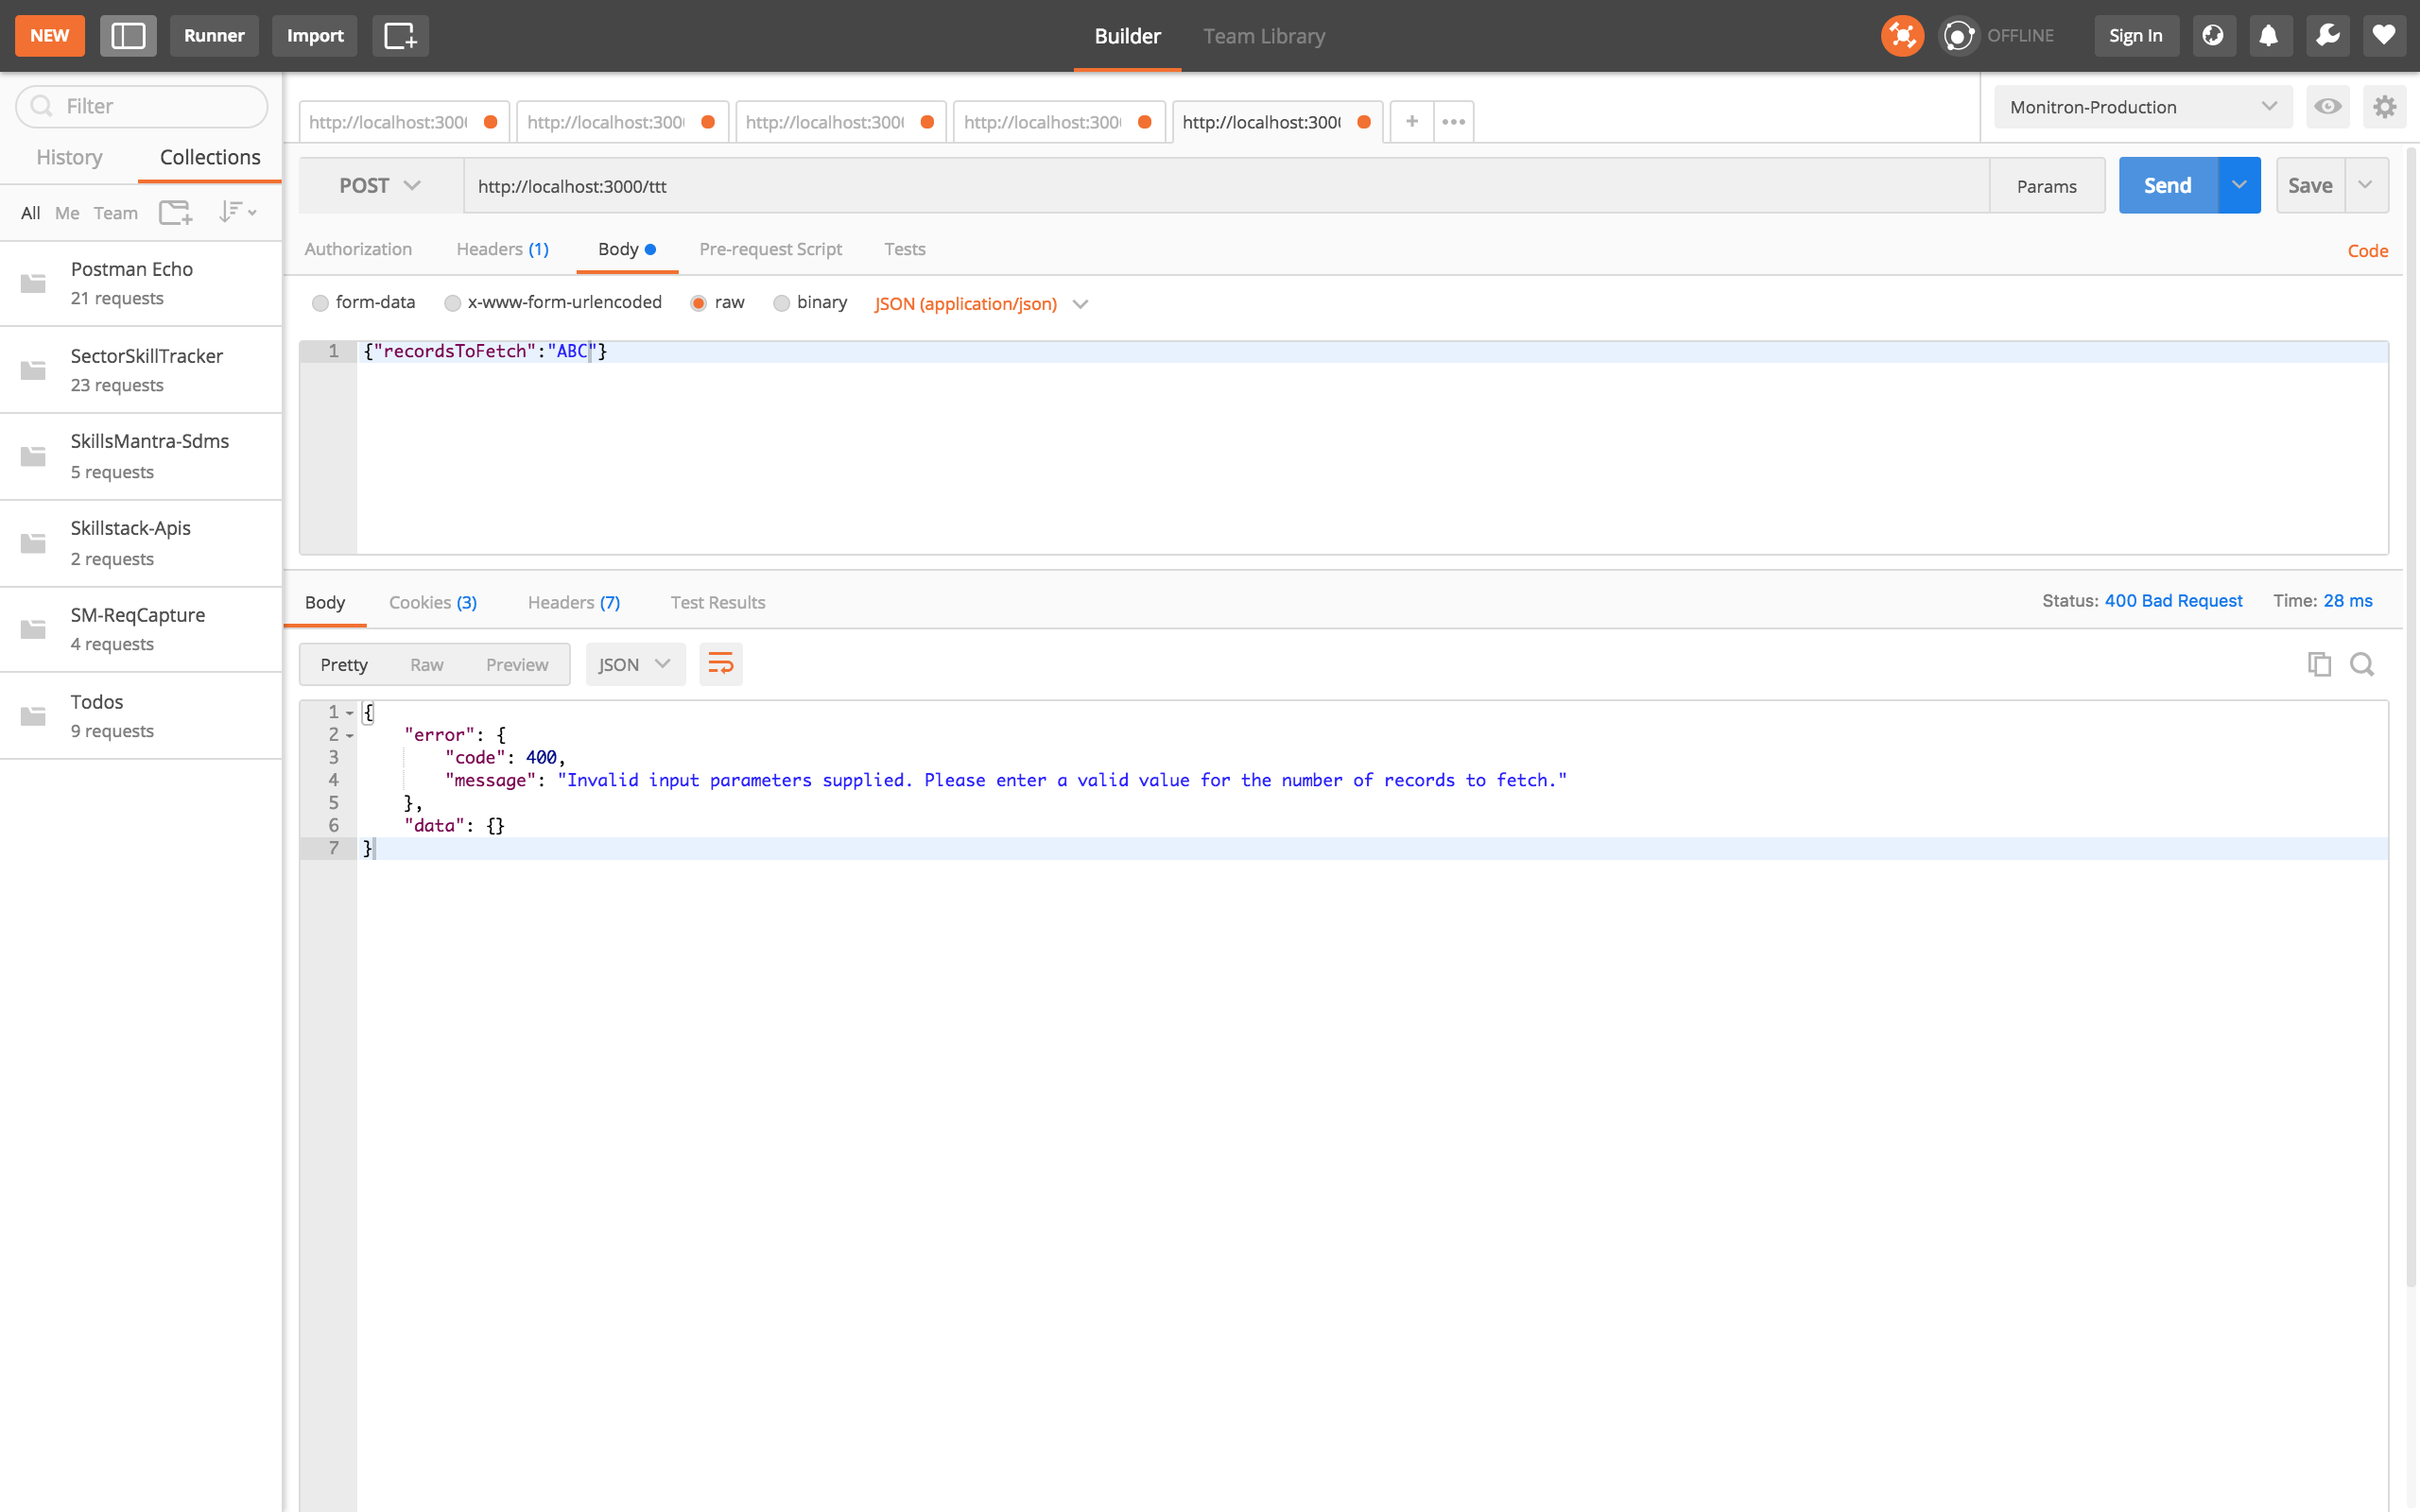 NEW Runner Import Builder Team Library OFFLINE Sign In
Filter
History Collections
All Me Team
Postman Echo
21 requests
SectorSkillTracker
23 requests
SkillsMantra-Sdms
5 requests
Skillstack-Apis
2 requests
SM-ReqCapture
4 requests
Todos
9 requests
http://localhost:300 http://localhost:300 http://localhost:300 http://localhost:300 http://localhost:300 + ••• Monitron-Production
POST http://localhost:3000/ttt Params Send Save
Authorization Headers (1) Body Pre-request Script Tests Code
form-data x-www-form-urlencoded raw binary JSON (application/json)
1 {"recordsToFetch":"ABC"}
Body Cookies (3) Headers (7) Test Results Status: 400 Bad Request Time: 28 ms
Pretty Raw Preview JSON
1 {
2 "error": {
3 "code": 400,
4 "message": "Invalid input parameters supplied. Please enter a valid value for the number of records to fetch."
5 },
6 "data": {}
7 }